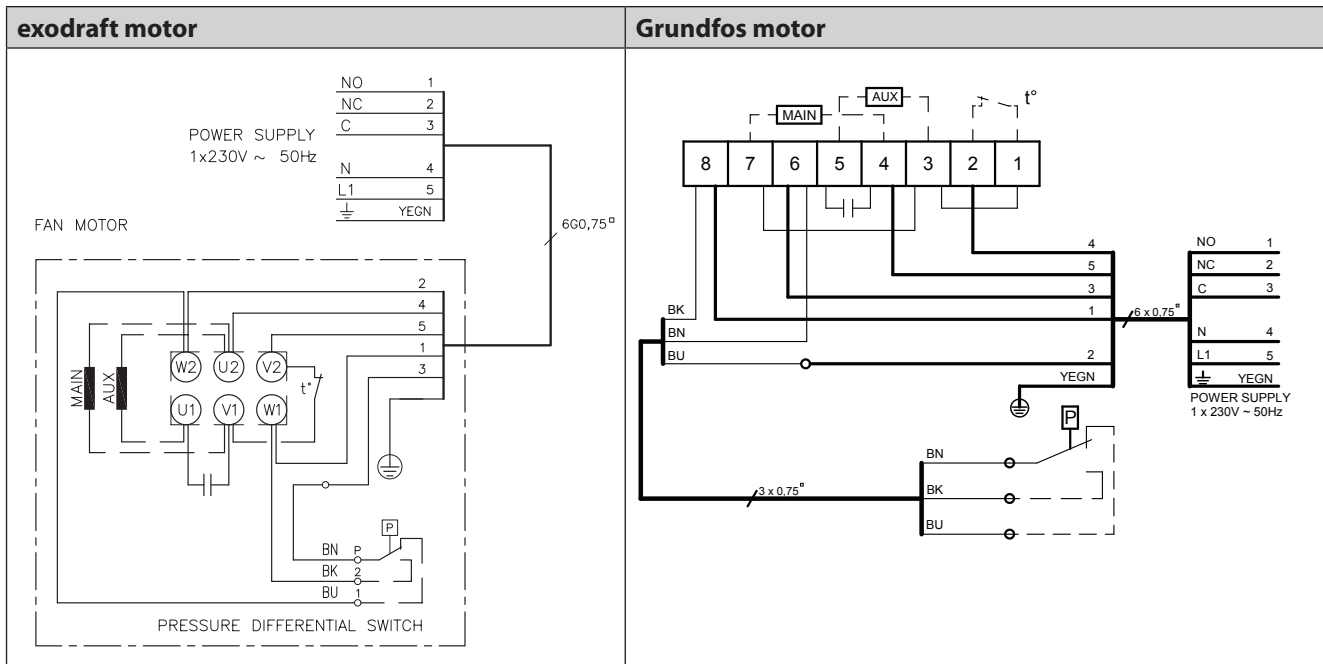 exodraft motor
NO 1
NC 2
C 3
POWER SUPPLY
1x230V ~ 50Hz
N 4
L1 5
YEGN
FAN MOTOR
6G0,75▫
2
4
5
1
3
MAIN
AUX
W2 U2 V2
t°
U1 V1 W1
P
BN P
BK 2
BU 1
PRESSURE DIFFERENTIAL SWITCH
Grundfos motor
AUX
MAIN
t°
8 7 6 5 4 3 2 1
4
5
3
1
2
YEGN
BK
BN
BU
6 x 0,75▫
NO 1
NC 2
C 3
N 4
L1 5
YEGN
POWER SUPPLY
1 x 230V ~ 50Hz
P
BN
BK
BU
3 x 0,75▫